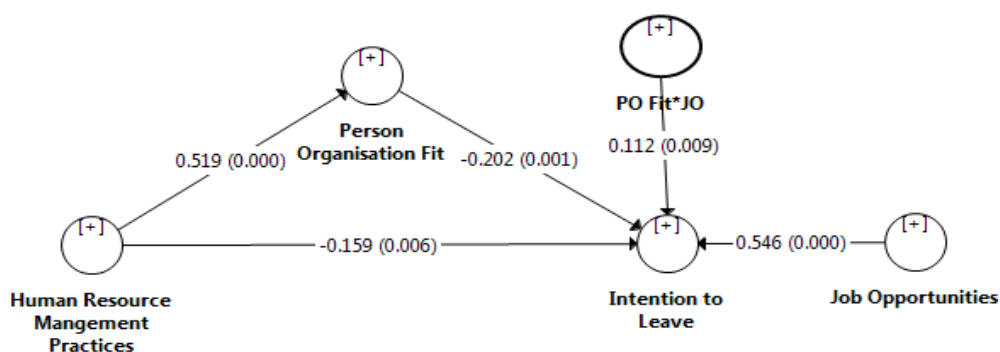 [+]
[+]
PO Fit*JO
Person
Organisation Fit
0.519 (0.000)
-0.202 (0.001)
0.112 (0.009)
[+]
-0.159 (0.006)
[+]
0.546 (0.000)
[+]
Human Resource
Mangement
Practices
Intention to
Leave
Job Opportunities